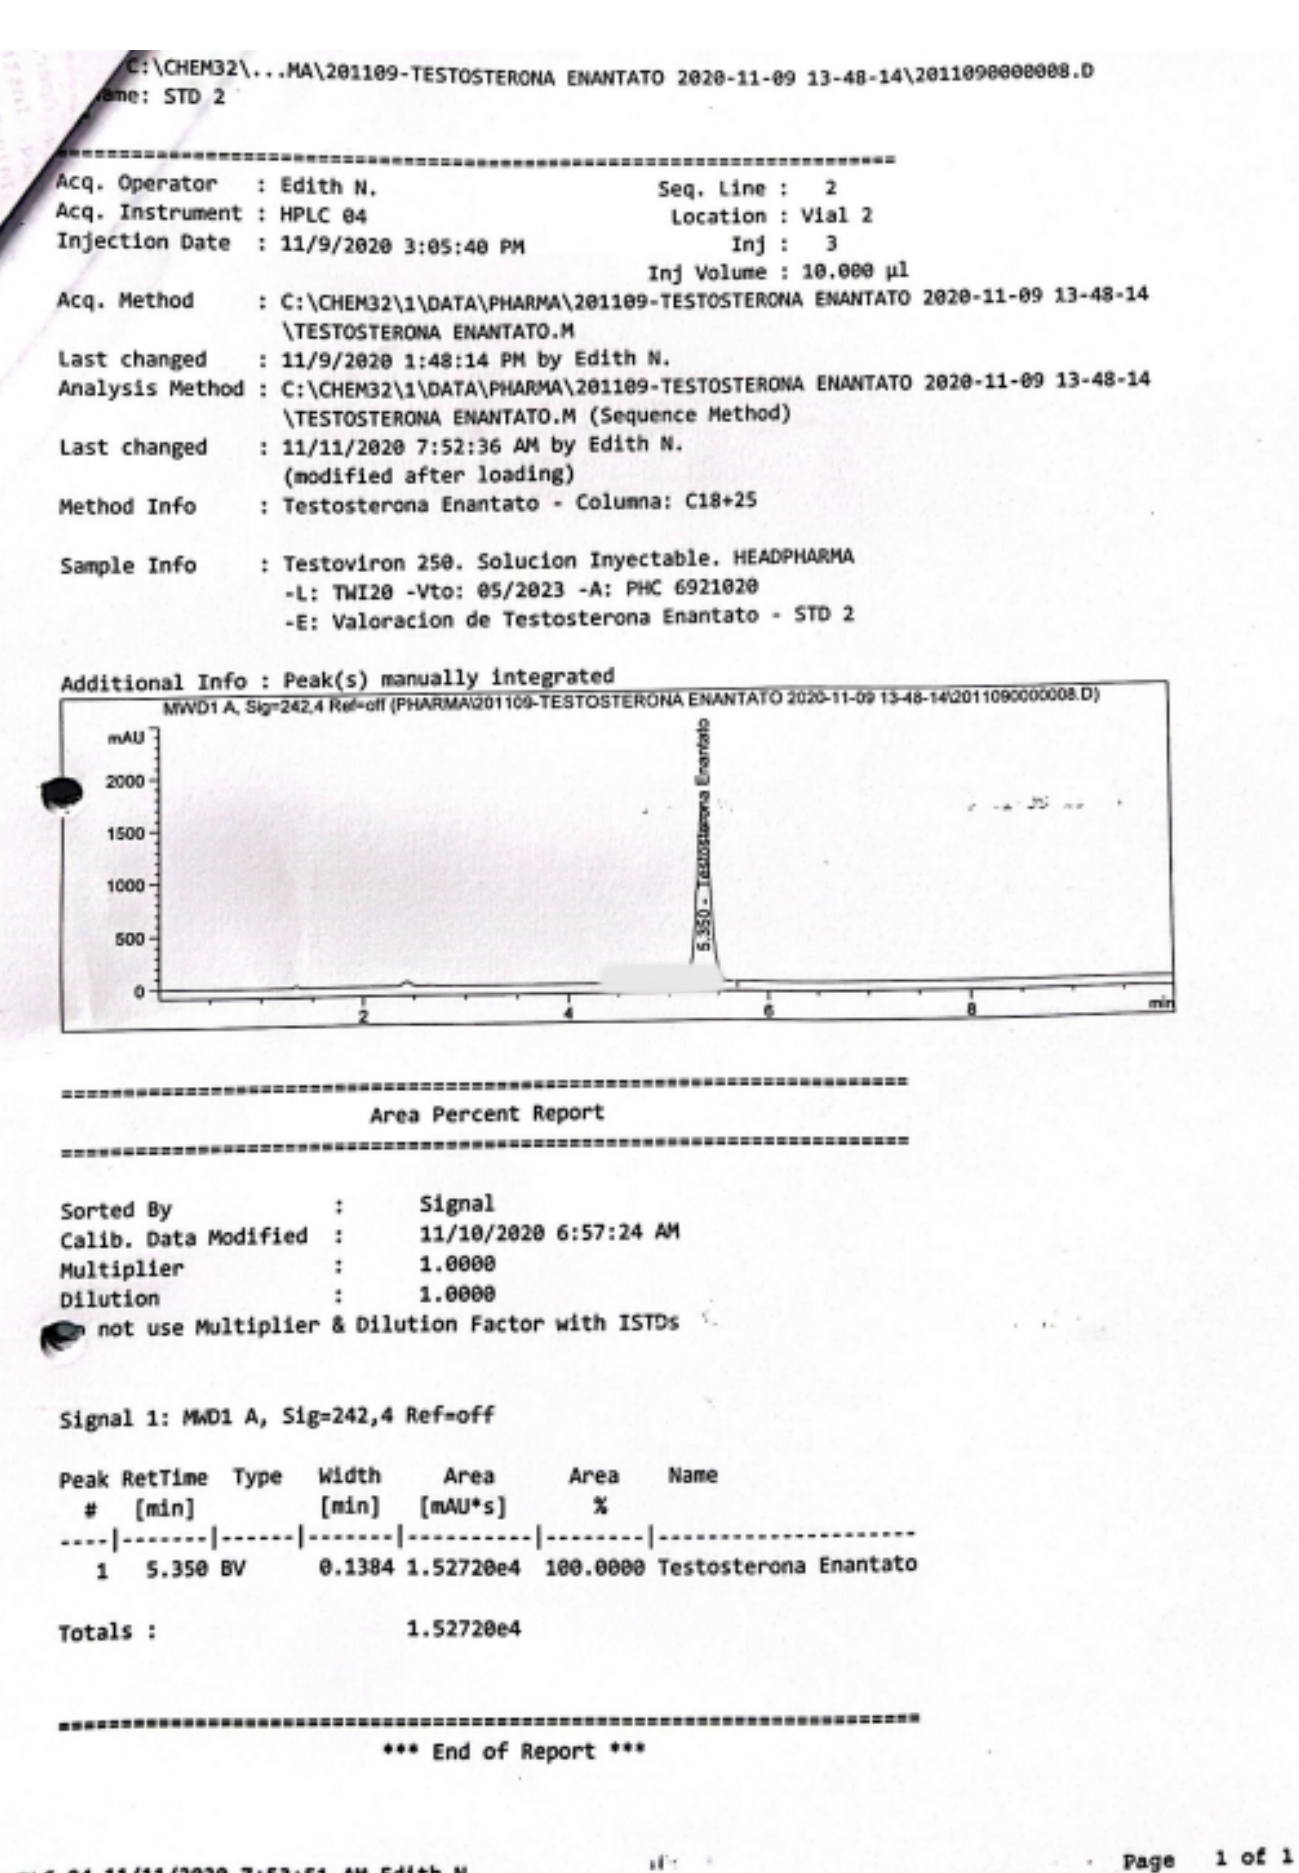 C:\CHEM32\...MA\201109-TESTOSTERONA ENANTATO 2020-11-09 13-48-14\2011090000008.D
ame: STD 2
=====================================================================
Acq. Operator : Edith N. Seq. Line : 2
Acq. Instrument : HPLC 04 Location : Vial 2
Injection Date : 11/9/2020 3:05:40 PM Inj : 3
Inj Volume : 10.000 µl
Acq. Method : C:\CHEM32\1\DATA\PHARMA\201109-TESTOSTERONA ENANTATO 2020-11-09 13-48-14
\TESTOSTERONA ENANTATO.M
Last changed : 11/9/2020 1:48:14 PM by Edith N.
Analysis Method : C:\CHEM32\1\DATA\PHARMA\201109-TESTOSTERONA ENANTATO 2020-11-09 13-48-14
\TESTOSTERONA ENANTATO.M (Sequence Method)
Last changed : 11/11/2020 7:52:36 AM by Edith N.
(modified after loading)
Method Info : Testosterona Enantato - Columna: C18+25
Sample Info : Testoviron 250. Solucion Inyectable. HEADPHARMA
-L: TWI20 -Vto: 05/2023 -A: PHC 6921020
-E: Valoracion de Testosterona Enantato - STD 2
Additional Info : Peak(s) manually integrated
MWD1 A, Sig=242,4 Ref=off (PHARMA\201109-TESTOSTERONA ENANTATO 2020-11-09 13-48-14\2011090000008.D)
mAU
2000
1500
1000
500
0
5.350 - Testosterona Enantato
2 4 6 8 min
=====================================================================
Area Percent Report
=====================================================================
Sorted By : Signal
Calib. Data Modified : 11/10/2020 6:57:24 AM
Multiplier : 1.0000
Dilution : 1.0000
not use Multiplier & Dilution Factor with ISTDs
Signal 1: MWD1 A, Sig=242,4 Ref=off
Peak RetTime Type Width Area Area Name
# [min] [min] [mAU*s] %
----|-------|------|-------|----------|--------|---------------------
1 5.350 BV 0.1384 1.52720e4 100.0000 Testosterona Enantato
Totals : 1.52720e4
=====================================================================
*** End of Report ***
04 11/11/2020 7:53:51 AM Edith N. Page 1 of 1